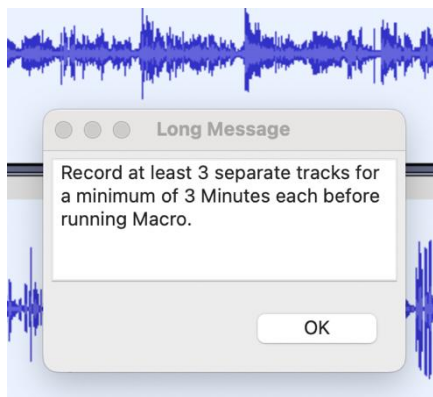 Long Message
Record at least 3 separate tracks for
a minimum of 3 Minutes each before
running Macro.
OK